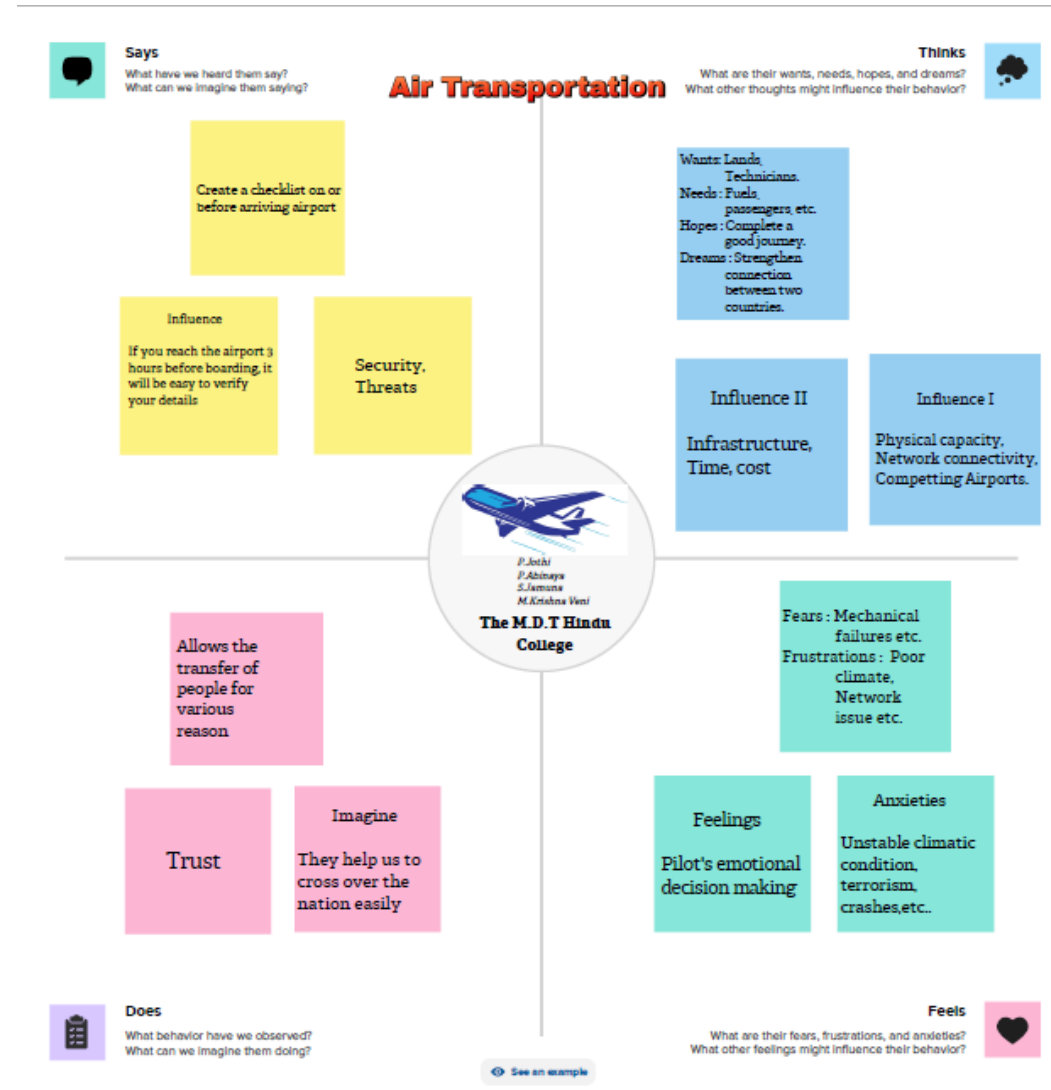 Says
What have we heard them say?
What can we imagine them saying?
Air Transportation
Thinks
What are their wants, needs, hopes, and dreams?
What other thoughts might influence their behavior?
Create a checklist on or
before arriving airport
Influence
If you reach the airport 3
hours before boarding, it
will be easy to verify
your details
Security,
Threats
Wants: Lands,
Technicians.
Needs : Fuels,
passengers, etc.
Hopes : Complete a
good journey.
Dreams : Strengthen
connection
between two
countries.
Influence II
Infrastructure,
Time, cost
Influence I
Physical capacity,
Network connectivity,
Competting Airports.
P.Jothi
P.Abinaya
S.Jamuna
M.Krishna Veni
The M.D.T Hindu
College
Allows the
transfer of
people for
various
reason
Trust
Imagine
They help us to
cross over the
nation easily
Fears : Mechanical
failures etc.
Frustrations : Poor
climate,
Network
issue etc.
Feelings
Pilot's emotional
decision making
Anxieties
Unstable climatic
condition,
terrorism,
crashes,etc..
Does
What behavior have we observed?
What can we imagine them doing?
Feels
What are their fears, frustrations, and anxieties?
What other feelings might influence their behavior?
See an example